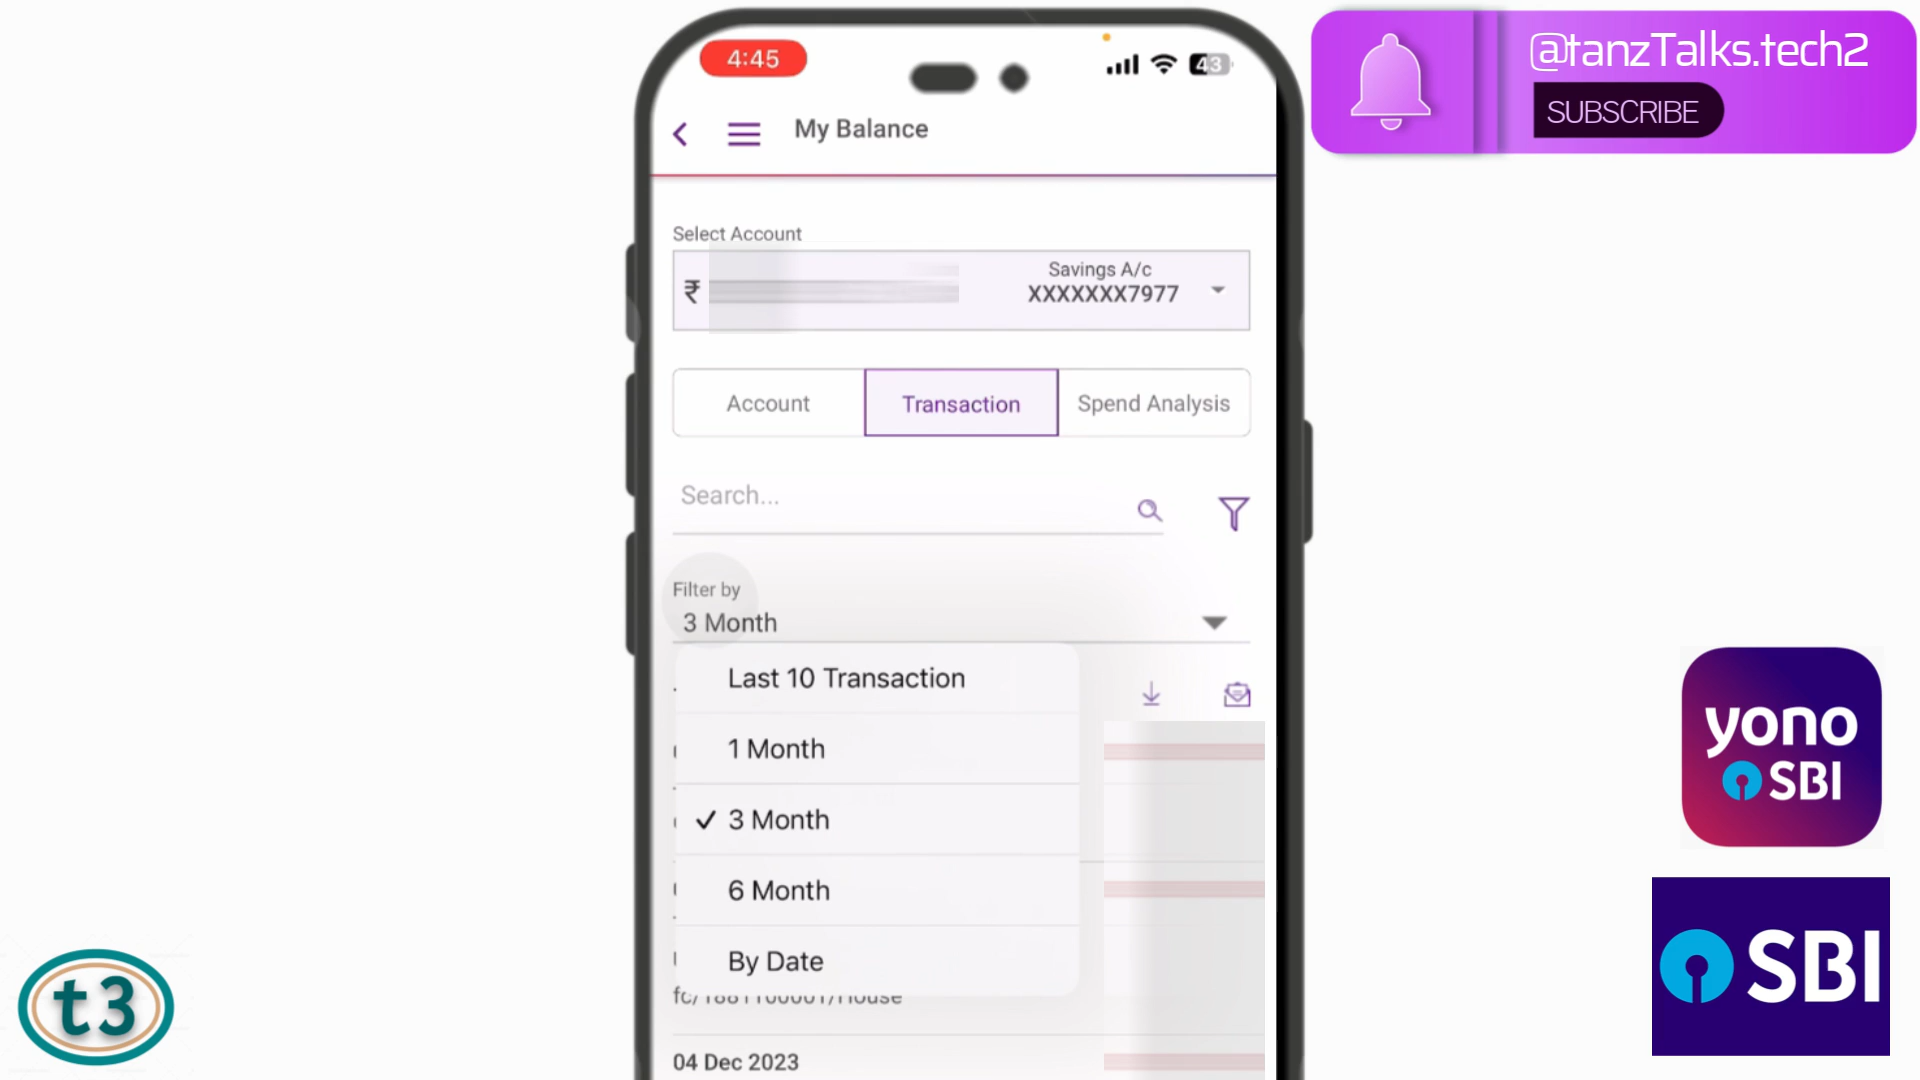 4:45
43
My Balance
@tanzTalks.tech2
SUBSCRIBE
Select Account
₹
Savings A/c
XXXXXXX7977
Account
Transaction
Spend Analysis
Search...
Filter by
3 Month
Last 10 Transaction
1 Month
✓ 3 Month
6 Month
By Date
04 Dec 2023
yono
SBI
SBI
t3